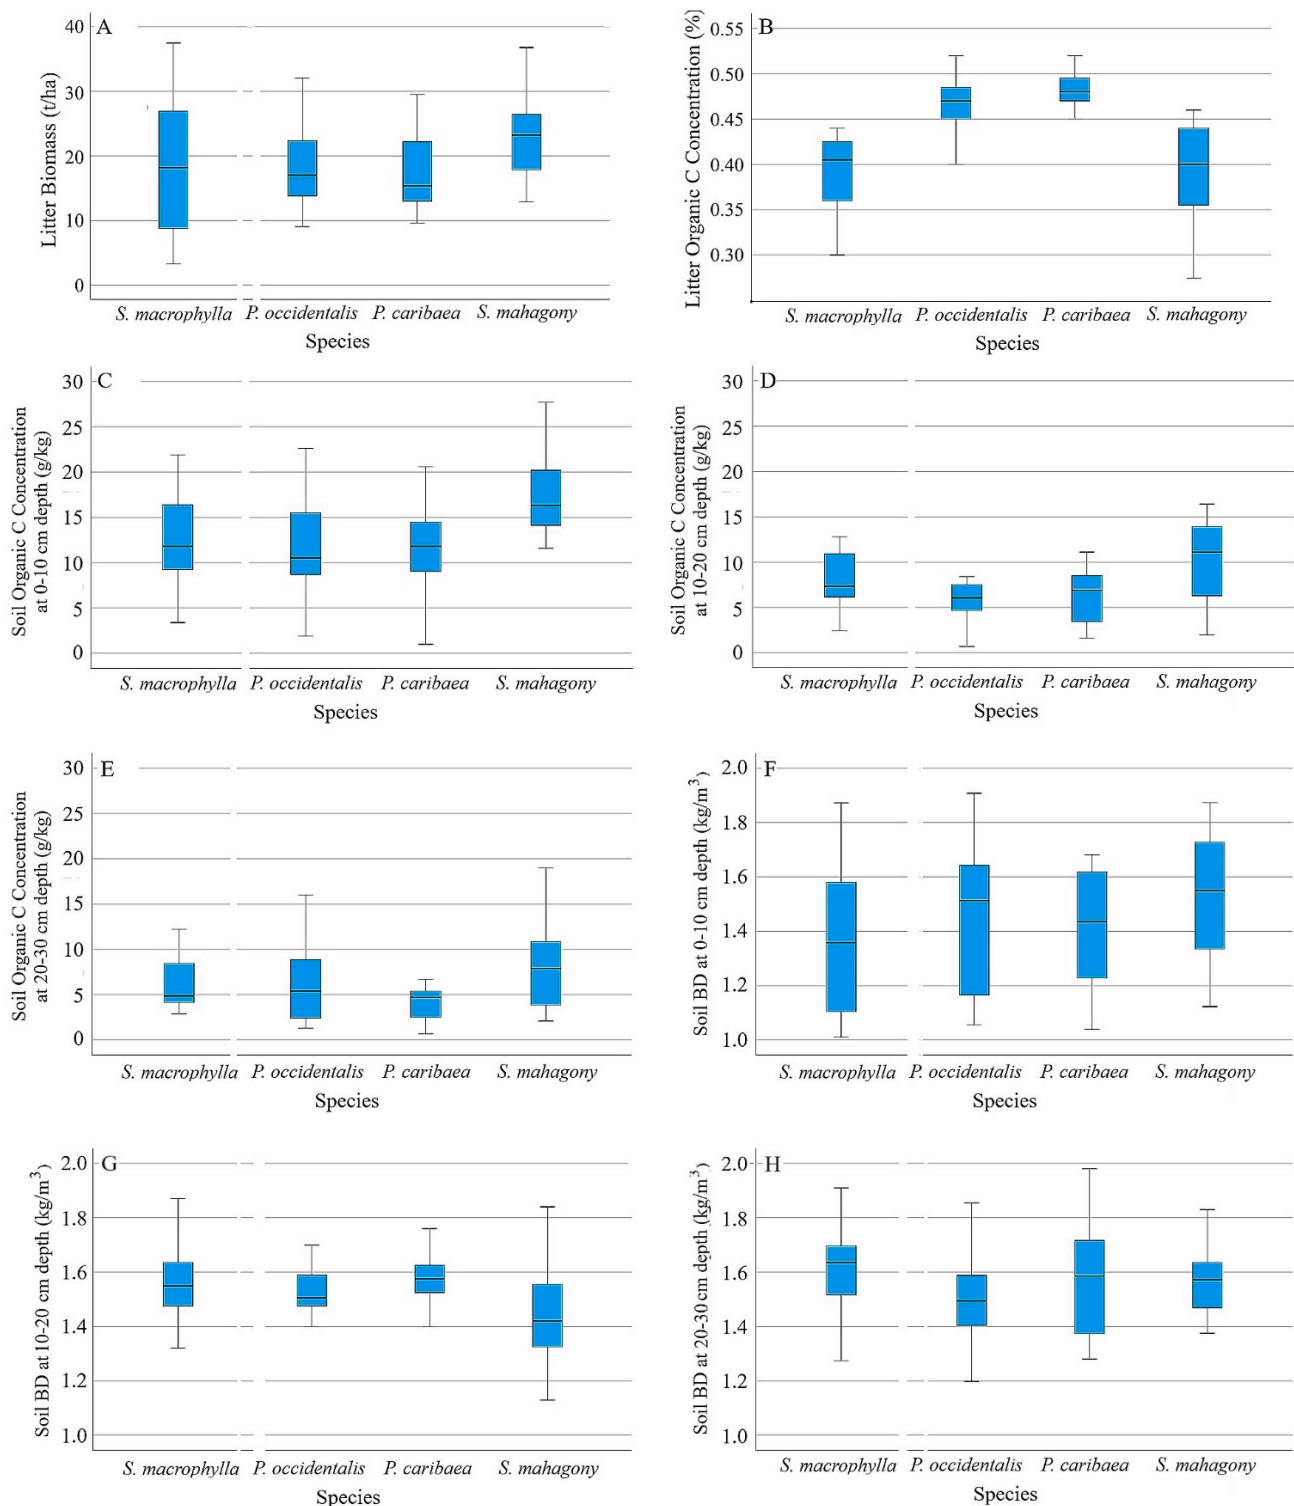 A
Litter Biomass (t/ha)
40
30
20
10
0
S. macrophylla P. occidentalis P. caribaea S. mahagony
Species
B
Litter Organic C Concentration (%)
0.55
0.50
0.45
0.40
0.35
0.30
S. macrophylla P. occidentalis P. caribaea S. mahagony
Species
C
Soil Organic C Concentration
at 0-10 cm depth (g/kg)
30
25
20
15
10
5
0
S. macrophylla P. occidentalis P. caribaea S. mahagony
Species
D
Soil Organic C Concentration
at 10-20 cm depth (g/kg)
30
25
20
15
10
5
0
S. macrophylla P. occidentalis P. caribaea S. mahagony
Species
E
Soil Organic C Concentration
at 20-30 cm depth (g/kg)
30
25
20
15
10
5
0
S. macrophylla P. occidentalis P. caribaea S. mahagony
Species
F
Soil BD at 0-10 cm depth (kg/m³)
2.0
1.8
1.6
1.4
1.2
1.0
S. macrophylla P. occidentalis P. caribaea S. mahagony
Species
G
Soil BD at 10-20 cm depth (kg/m³)
2.0
1.8
1.6
1.4
1.2
1.0
S. macrophylla P. occidentalis P. caribaea S. mahagony
Species
H
Soil BD at 20-30 cm depth (kg/m³)
2.0
1.8
1.6
1.4
1.2
1.0
S. macrophylla P. occidentalis P. caribaea S. mahagony
Species